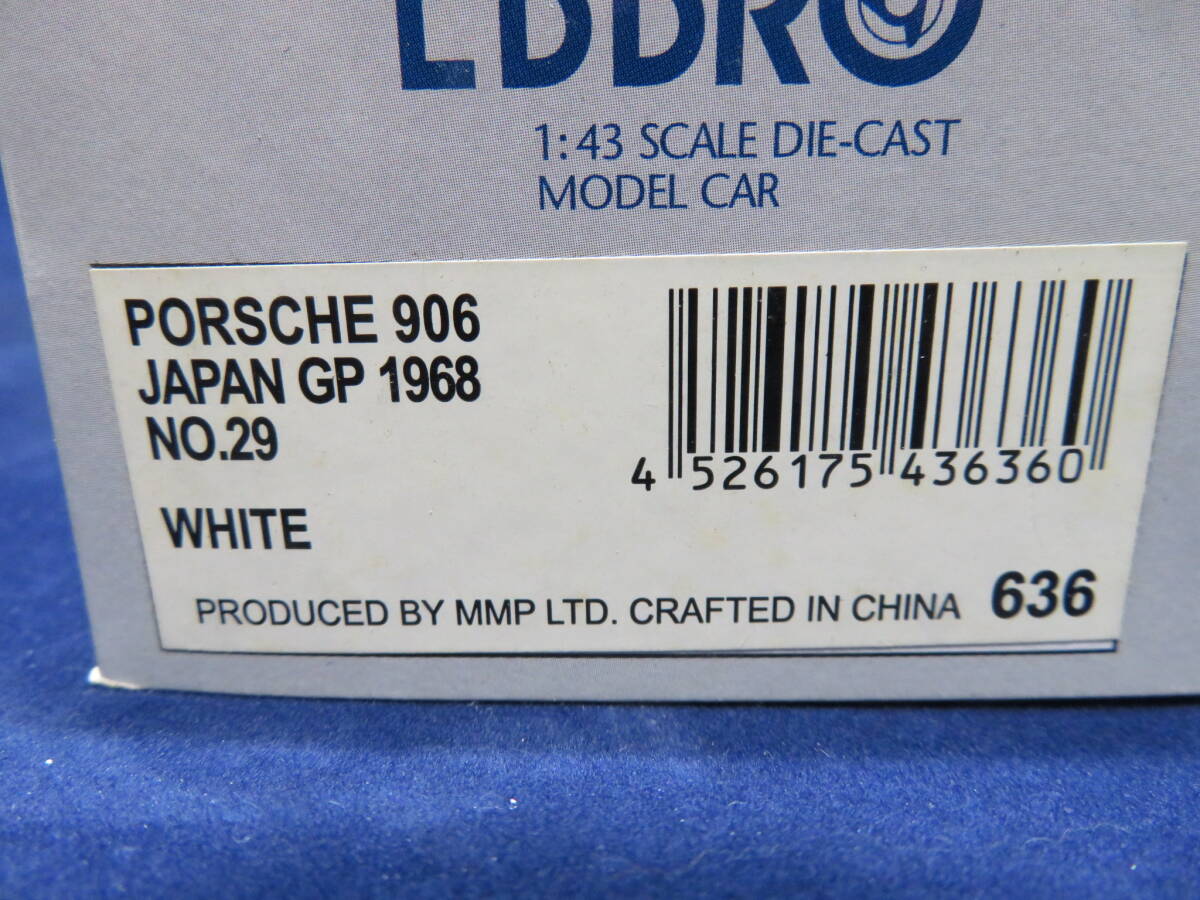 EBBRO
1:43 SCALE DIE-CAST
MODEL CAR
PORSCHE 906
JAPAN GP 1968
NO.29
WHITE
4 526175 436360
PRODUCED BY MMP LTD. CRAFTED IN CHINA 636